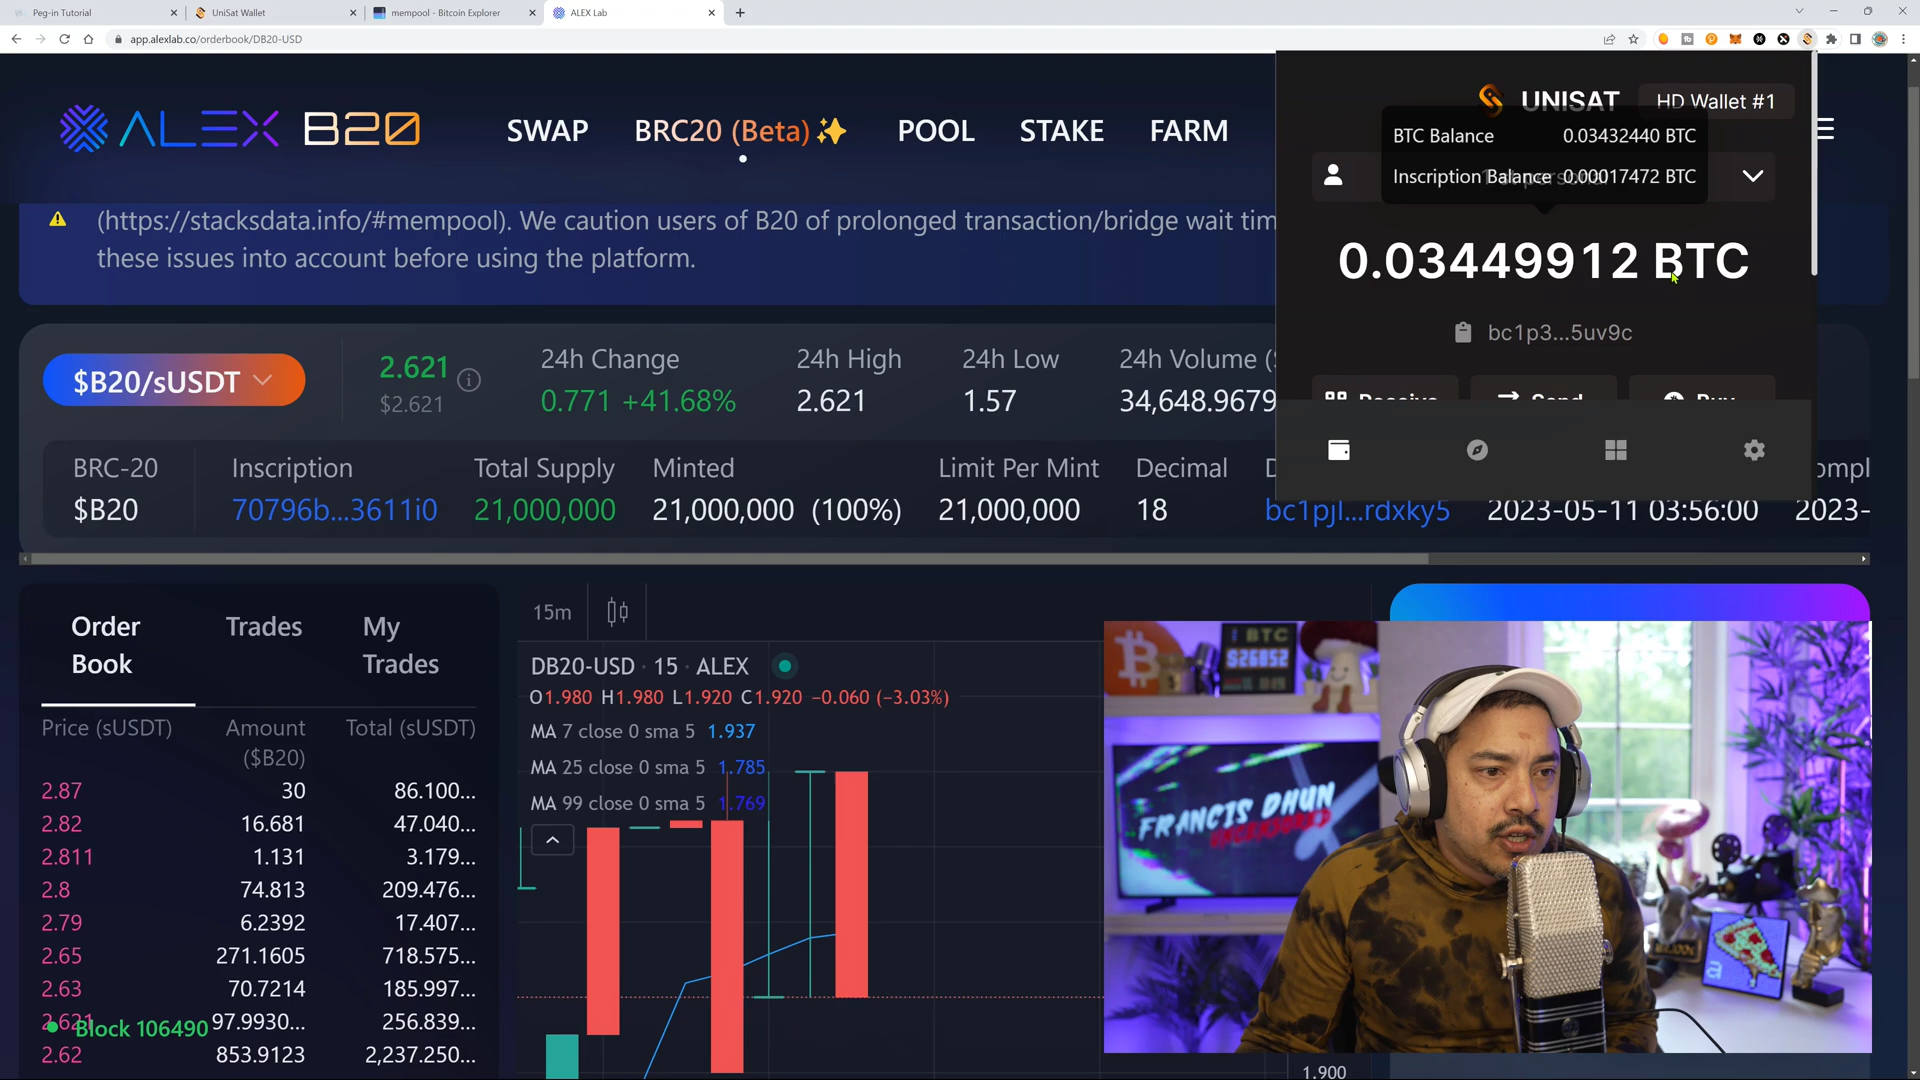 Peg-in Tutorial
UniSat Wallet
mempool - Bitcoin Explorer
ALEX Lab
app.alexlab.co/orderbook/DB20-USD
ALEX B20
SWAP
BRC20 (Beta)
POOL
STAKE
FARM
(https://stacksdata.info/#mempool). We caution users of B20 of prolonged transaction/bridge wait tim
these issues into account before using the platform.
UNISAT
HD Wallet #1
BTC Balance 0.03432440 BTC
Inscription Balance 0.00017472 BTC
0.03449912 BTC
bc1p3...5uv9c
Receive
Send
Buy
$B20/sUSDT
2.621
$2.621
24h Change
0.771 +41.68%
24h High
2.621
24h Low
1.57
24h Volume (
34,648.9679
BRC-20
$B20
Inscription
70796b...3611i0
Total Supply
21,000,000
Minted
21,000,000 (100%)
Limit Per Mint
21,000,000
Decimal
18
bc1pjl...rdxky5
2023-05-11 03:56:00
ompl
2023-
Order
Book
Trades
My
Trades
Price (sUSDT)
Amount
($B20)
Total (sUSDT)
2.87 30 86.100...
2.82 16.681 47.040...
2.811 1.131 3.179...
2.8 74.813 209.476...
2.79 6.2392 17.407...
2.65 271.1605 718.575...
2.63 70.7214 185.997...
2.621 97.9930... 256.839...
Block 106490
2.62 853.9123 2,237.250...
15m
DB20-USD · 15 · ALEX
O1.980 H1.980 L1.920 C1.920 −0.060 (−3.03%)
MA 7 close 0 sma 5 1.937
MA 25 close 0 sma 5 1.785
MA 99 close 0 sma 5 1.769
1.900
BTC
$26852
FRANCIS DHUN
a